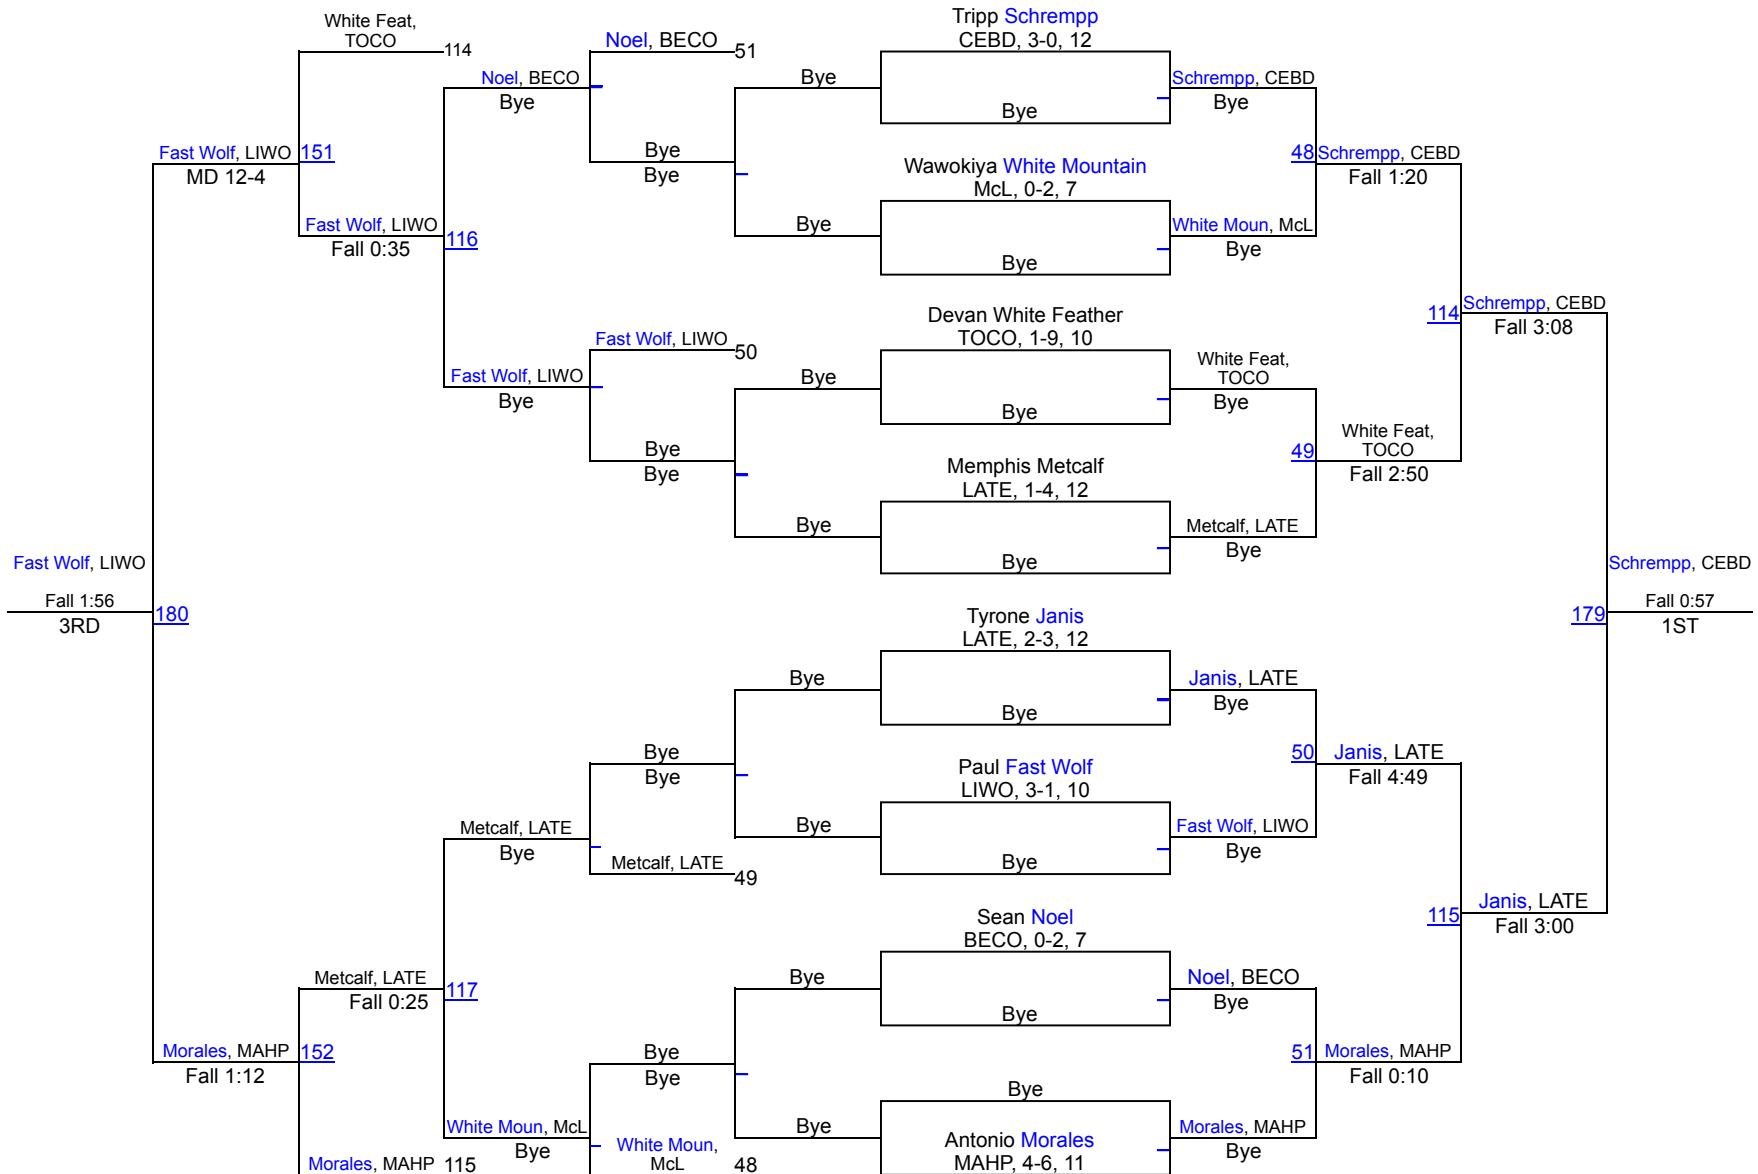 White Feat,
TOCO
114
Noel, BECO
51
Tripp Schrempp
CEBD, 3-0, 12
Noel, BECO
Bye
Bye
Bye
Schrempp, CEBD
Bye
Fast Wolf, LIWO
MD 12-4
151
Bye
Bye
Wawokiya White Mountain
McL, 0-2, 7
48
Schrempp, CEBD
Fall 1:20
Fast Wolf, LIWO
Fall 0:35
116
Bye
Bye
White Moun, McL
Bye
Fast Wolf, LIWO
50
Devan White Feather
TOCO, 1-9, 10
114
Schrempp, CEBD
Fall 3:08
Fast Wolf, LIWO
Bye
Bye
Bye
White Feat,
TOCO
Bye
Bye
Bye
Memphis Metcalf
LATE, 1-4, 12
49
White Feat,
TOCO
Fall 2:50
Bye
Bye
Metcalf, LATE
Bye
Fast Wolf, LIWO
Fall 1:56
3RD
180
Tyrone Janis
LATE, 2-3, 12
179
Schrempp, CEBD
Fall 0:57
1ST
Bye
Bye
Janis, LATE
Bye
Bye
Bye
Paul Fast Wolf
LIWO, 3-1, 10
50
Janis, LATE
Fall 4:49
Metcalf, LATE
Bye
Metcalf, LATE
49
Bye
Bye
Fast Wolf, LIWO
Bye
Sean Noel
BECO, 0-2, 7
115
Janis, LATE
Fall 3:00
Metcalf, LATE
Fall 0:25
117
Bye
Bye
Noel, BECO
Bye
Morales, MAHP
Fall 1:12
152
Bye
Bye
51
Morales, MAHP
Fall 0:10
White Moun, McL
Bye
Bye
Bye
Antonio Morales
MAHP, 4-6, 11
Morales, MAHP
Bye
Morales, MAHP
115
White Moun,
McL
48